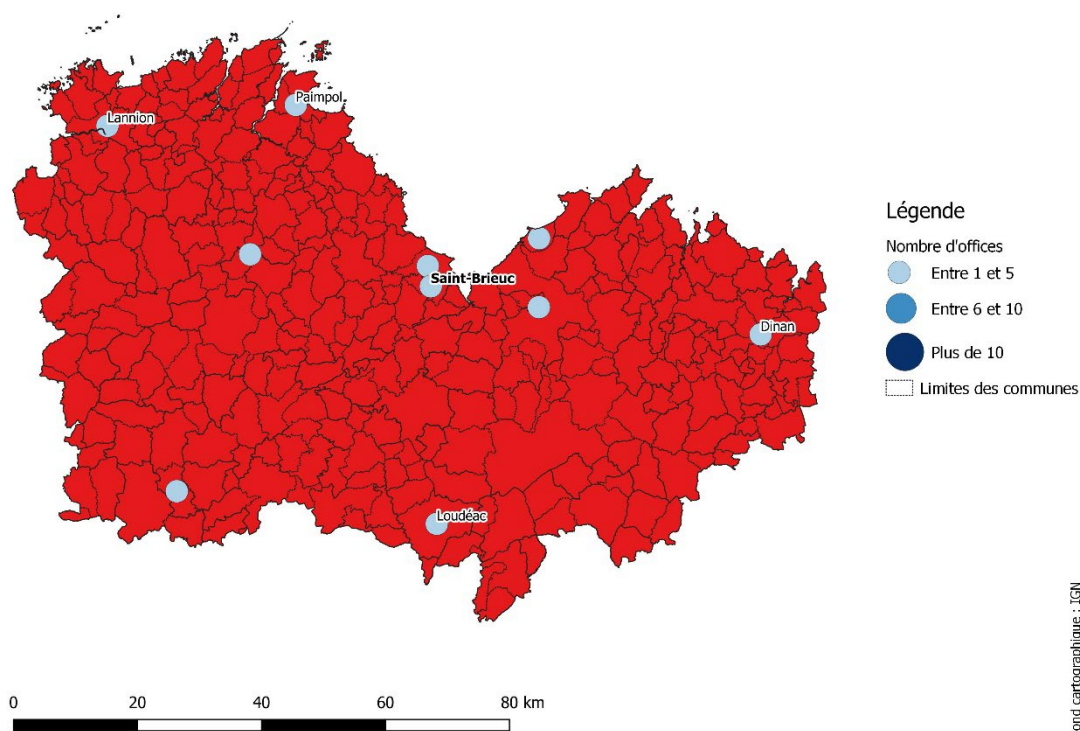 Paimpol
Lannion
Saint-Brieuc
Dinan
Loudéac
Légende
Nombre d'offices
Entre 1 et 5
Entre 6 et 10
Plus de 10
Limites des communes
0 20 40 60 80 km
ond cartographique : IGN